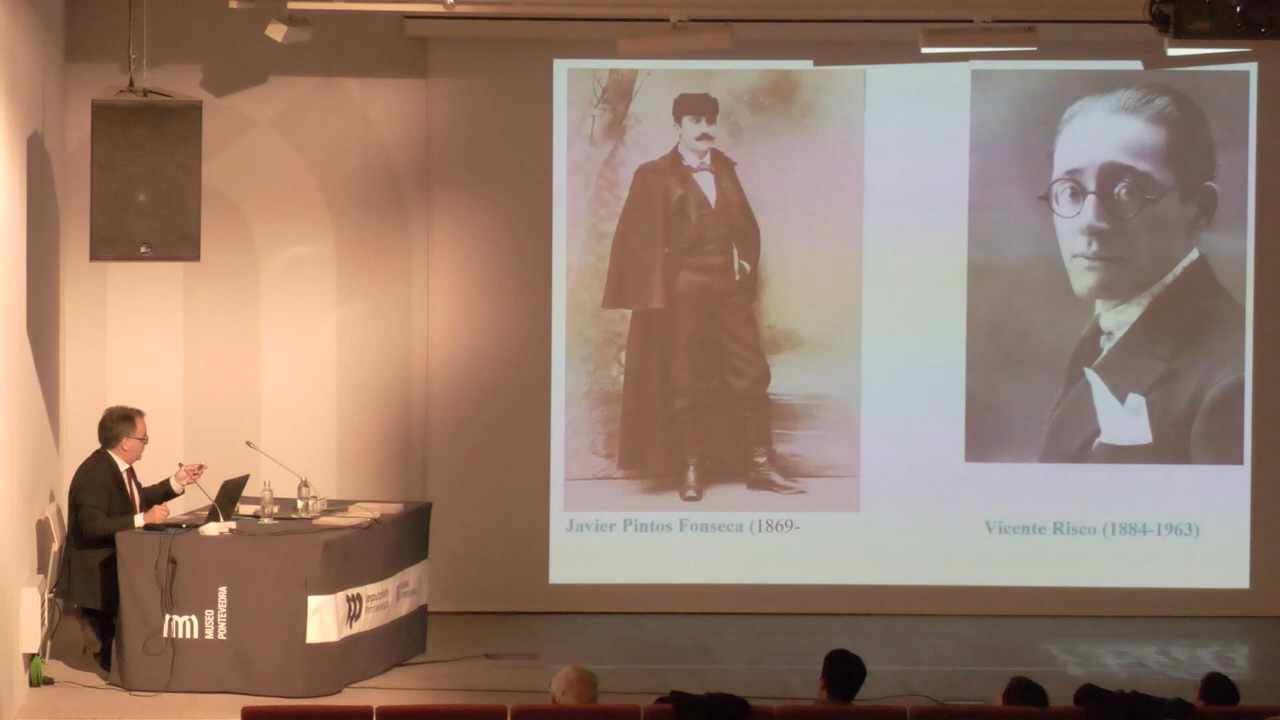 Javier Pintos Fonseca (1869-
Vicente Risco (1884-1963)
MUSEO
PONTEVEDRA